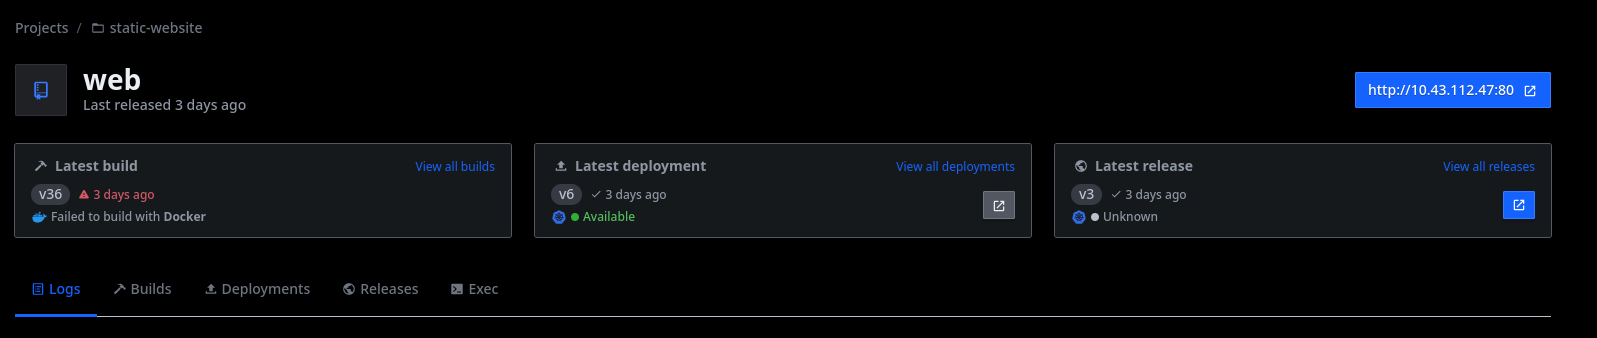 Projects / static-website
web
Last released 3 days ago
http://10.43.112.47:80
Latest build View all builds
v36 3 days ago
Failed to build with Docker
Latest deployment View all deployments
v6 3 days ago
Available
Latest release View all releases
v3 3 days ago
Unknown
Logs Builds Deployments Releases Exec